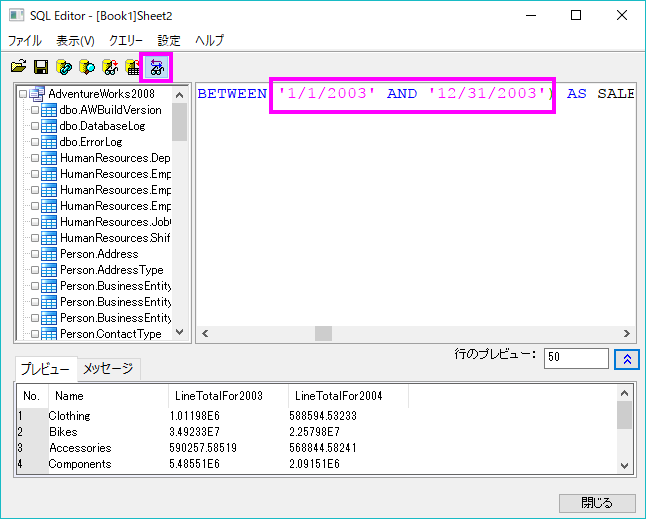 SQL Editor - [Book1]Sheet2
ファイル 表示(V) クエリー 設定 ヘルプ
AdventureWorks2008
dbo.AWBuildVersion
dbo.DatabaseLog
dbo.ErrorLog
HumanResources.Dep
HumanResources.Emp
HumanResources.Emp
HumanResources.Emp
HumanResources.JobC
HumanResources.Shif
Person.Address
Person.AddressType
Person.BusinessEntity
Person.BusinessEntity
Person.BusinessEntity
Person.ContactType
BETWEEN '1/1/2003' AND '12/31/2003') AS SALE
行のプレビュー: 50
プレビュー メッセージ
No. Name LineTotalFor2003 LineTotalFor2004
1 Clothing 1.01198E6 588594.53233
2 Bikes 3.49233E7 2.25798E7
3 Accessories 590257.58519 568844.58241
4 Components 5.48551E6 2.09151E6
閉じる